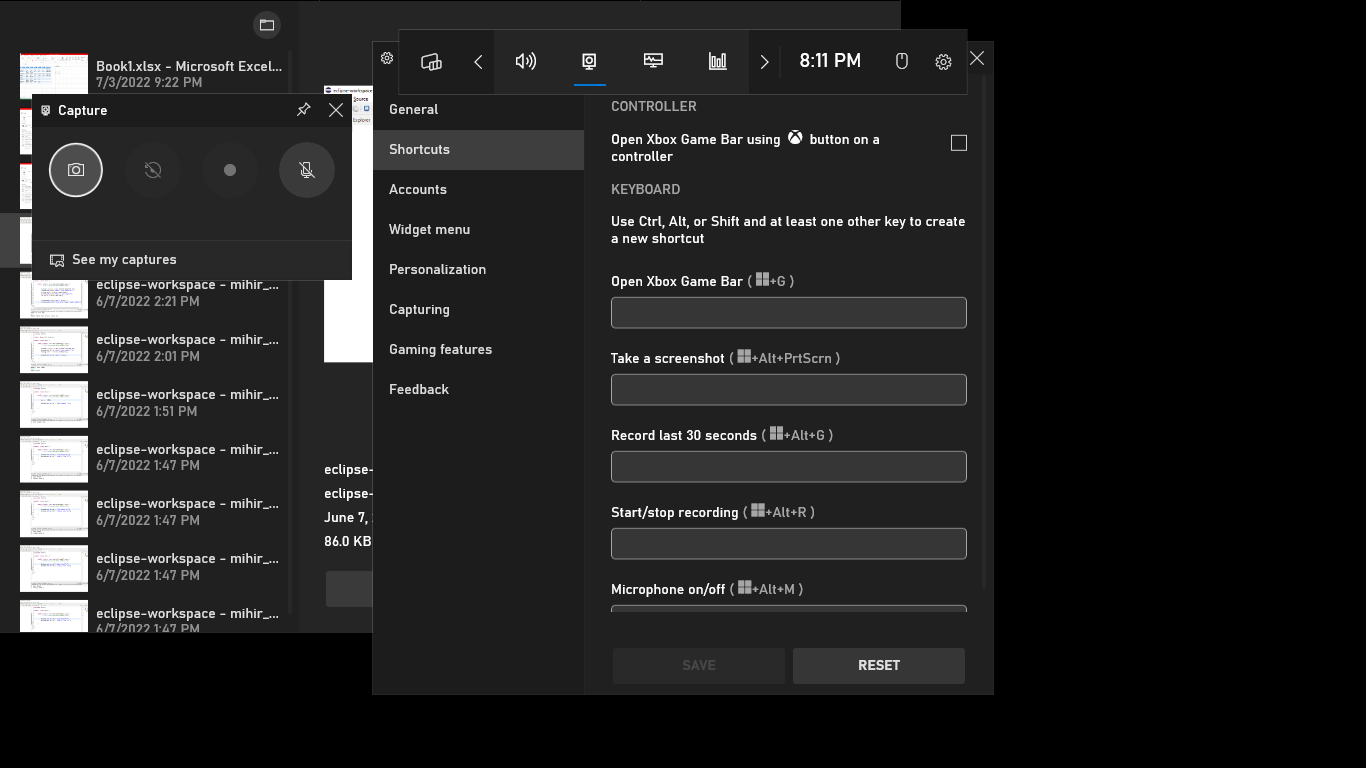 Book1.xlsx - Microsoft Excel...
7/3/2022 9:22 PM
Capture
See my captures
eclipse-workspace - mihir_...
6/7/2022 2:21 PM
eclipse-workspace - mihir_...
6/7/2022 2:01 PM
eclipse-workspace - mihir_...
6/7/2022 1:51 PM
eclipse-workspace - mihir_...
6/7/2022 1:47 PM
eclipse-workspace - mihir_...
6/7/2022 1:47 PM
eclipse-workspace - mihir_...
6/7/2022 1:47 PM
eclipse-workspace - mihir_...
6/7/2022 1:47 PM
eclipse-workspace
Source
Explorer
eclipse-
eclipse-
June 7,
86.0 KB
8:11 PM
General
Shortcuts
Accounts
Widget menu
Personalization
Capturing
features
Feedback
CONTROLLER
Open Xbox Game Bar using button on a
controller
KEYBOARD
Use Ctrl, Alt, or Shift and at least one other key to create
a new shortcut
Open Xbox Game Bar ( +G )
Take a screenshot ( +Alt+PrtScrn )
Record last 30 seconds ( +Alt+G )
Start/stop recording ( +Alt+R )
Microphone on/off ( +Alt+M )
SAVE
RESET